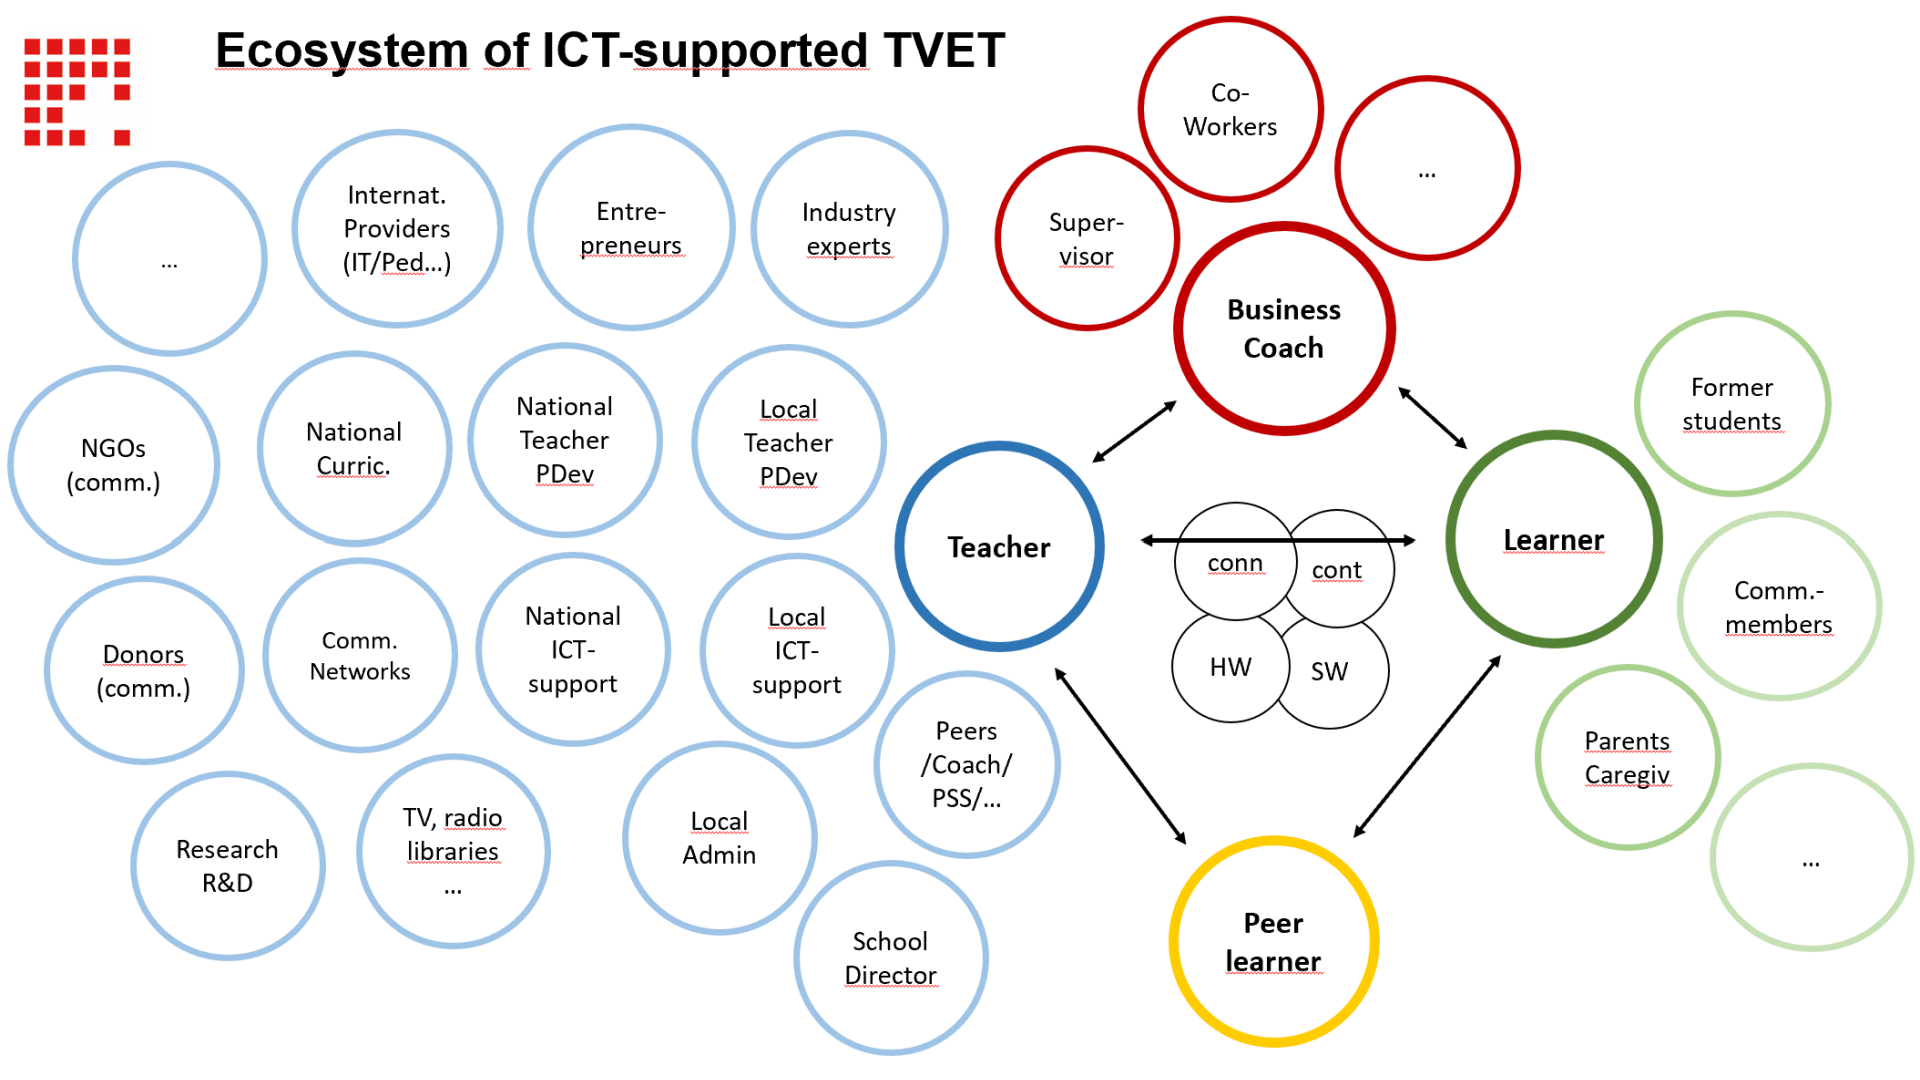 Ecosystem of ICT-supported TVET
Co-
Workers
...
Super-
visor
Business
Coach
...
Internat.
Providers
(IT/Ped...)
Entre-
preneurs
Industry
experts
NGOs
(comm.)
National
Curric.
National
Teacher
PDev
Local
Teacher
PDev
Former
students
Teacher
conn
cont
HW
SW
Learner
Comm.-
members
Donors
(comm.)
Comm.
Networks
National
ICT-
support
Local
ICT-
support
Peers
/Coach/
PSS/...
Parents
Caregiv
...
Research
R&D
TV, radio
libraries
...
Local
Admin
School
Director
Peer
learner